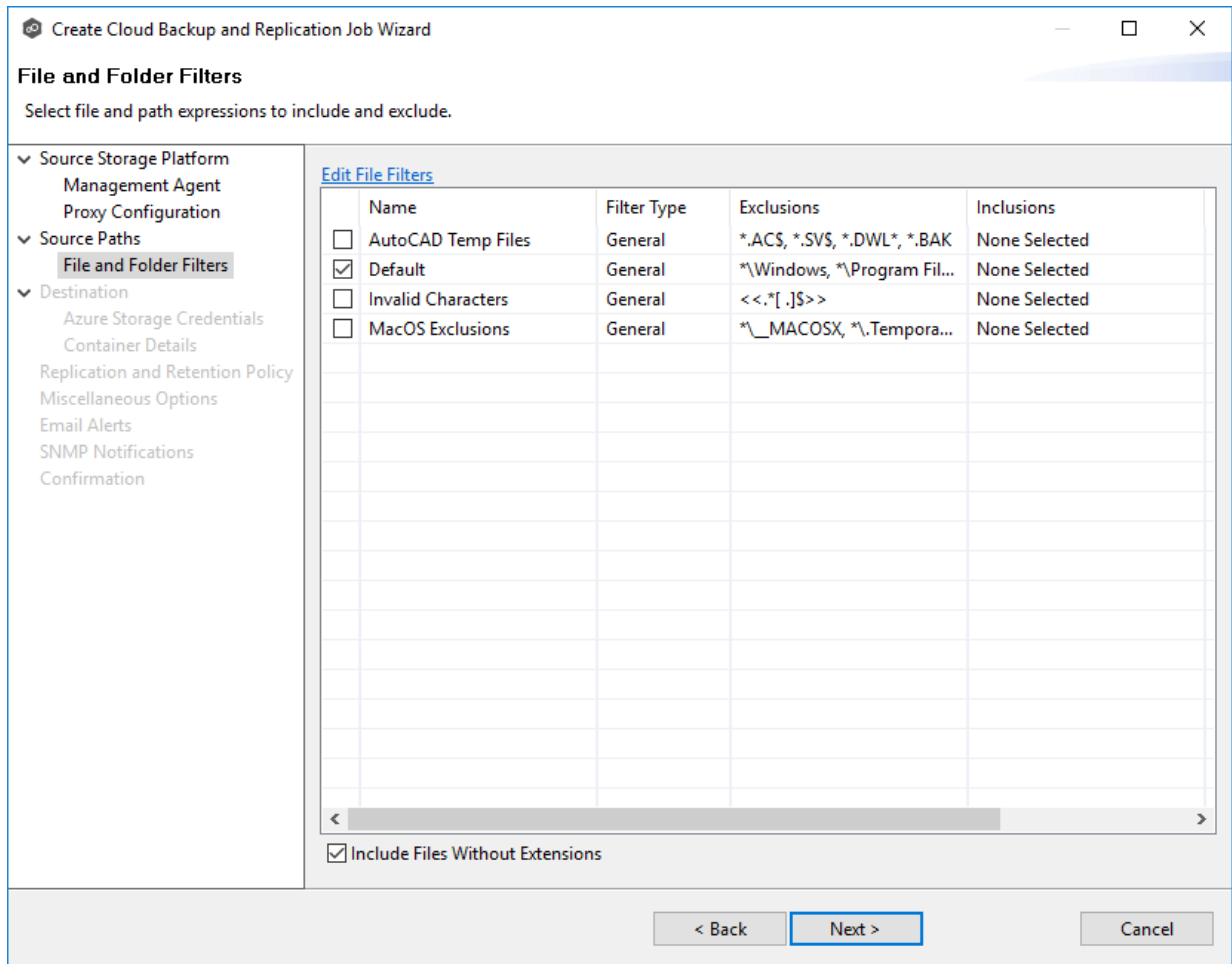 Create Cloud Backup and Replication Job Wizard
File and Folder Filters
Select file and path expressions to include and exclude.
Source Storage Platform
Management Agent
Proxy Configuration
Source Paths
File and Folder Filters
Destination
Azure Storage Credentials
Container Details
Replication and Retention Policy
Miscellaneous Options
Email Alerts
SNMP Notifications
Confirmation
Edit File Filters
Name Filter Type Exclusions Inclusions
AutoCAD Temp Files General *.AC$, *.SV$, *.DWL*, *.BAK None Selected
Default General *\Windows, *\Program Fil... None Selected
Invalid Characters General <<.*[ .]$>> None Selected
MacOS Exclusions General *\__MACOSX, *\.Tempora... None Selected
Include Files Without Extensions
< Back Next > Cancel